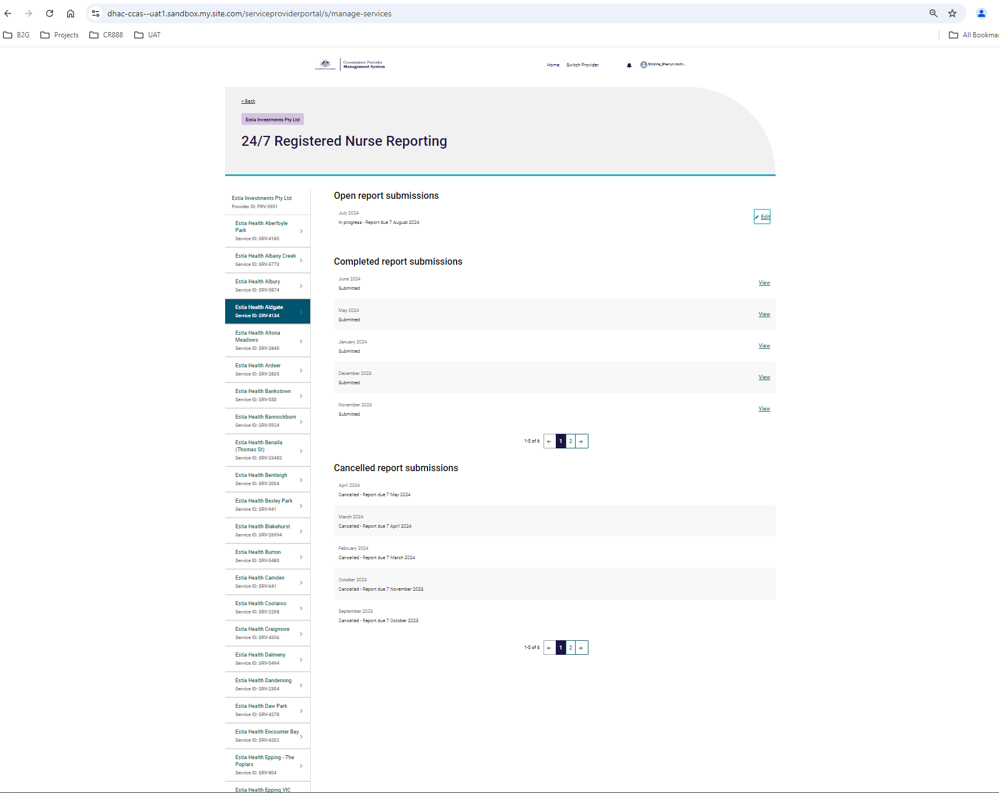 dhac-ccas--uat1.sandbox.my.site.com/serviceproviderportal/s/manage-services
B2G
Projects
CR888
UAT
All Bookmar
Government Provider
Management System
Home
Switch Provider
SMcMa_Sherryn.McM...
< Back
Estia Investments Pty Ltd
24/7 Registered Nurse Reporting
Estia Investments Pty Ltd
Provider ID: PRV-5951
Estia Health Aberfoyle
Park
Service ID: SRV-4185
Estia Health Albany Creek
Service ID: SRV-3773
Estia Health Albury
Service ID: SRV-5874
Estia Health Aldgate
Service ID: SRV-4134
Estia Health Altona
Meadows
Service ID: SRV-2840
Estia Health Ardeer
Service ID: SRV-2835
Estia Health Bankstown
Service ID: SRV-550
Estia Health Bannockburn
Service ID: SRV-5924
Estia Health Benalla
(Thomas St)
Service ID: SRV-23482
Estia Health Bentleigh
Service ID: SRV-2004
Estia Health Bexley Park
Service ID: SRV-941
Estia Health Blakehurst
Service ID: SRV-26994
Estia Health Burton
Service ID: SRV-5480
Estia Health Camden
Service ID: SRV-641
Estia Health Coolaroo
Service ID: SRV-2298
Estia Health Craigmore
Service ID: SRV-4356
Estia Health Dalmeny
Service ID: SRV-5494
Estia Health Dandenong
Service ID: SRV-2304
Estia Health Daw Park
Service ID: SRV-4278
Estia Health Encounter Bay
Service ID: SRV-4202
Estia Health Epping - The
Poplars
Service ID: SRV-804
Estia Health Epping VIC
Open report submissions
July 2024
In progress - Report due 7 August 2024
Edit
Completed report submissions
June 2024
Submitted
View
May 2024
Submitted
View
January 2024
Submitted
View
December 2023
Submitted
View
November 2023
Submitted
View
1-5 of 6 ← 1 2 →
Cancelled report submissions
April 2024
Cancelled - Report due 7 May 2024
March 2024
Cancelled - Report due 7 April 2024
February 2024
Cancelled - Report due 7 March 2024
October 2023
Cancelled - Report due 7 November 2023
September 2023
Cancelled - Report due 7 October 2023
1-5 of 6 ← 1 2 →